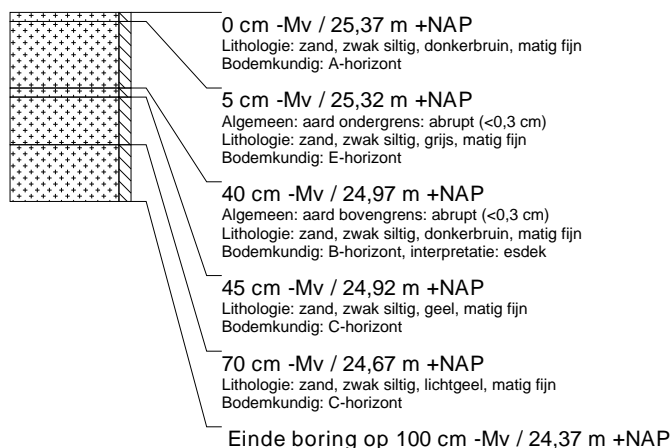 0 cm -Mv / 25,37 m +NAP
Lithologie: zand, zwak siltig, donkerbruin, matig fijn
Bodemkundig: A-horizont
5 cm -Mv / 25,32 m +NAP
Algemeen: aard ondergrens: abrupt (<0,3 cm)
Lithologie: zand, zwak siltig, grijs, matig fijn
Bodemkundig: E-horizont
40 cm -Mv / 24,97 m +NAP
Algemeen: aard bovengrens: abrupt (<0,3 cm)
Lithologie: zand, zwak siltig, donkerbruin, matig fijn
Bodemkundig: B-horizont, interpretatie: esdek
45 cm -Mv / 24,92 m +NAP
Lithologie: zand, zwak siltig, geel, matig fijn
Bodemkundig: C-horizont
70 cm -Mv / 24,67 m +NAP
Lithologie: zand, zwak siltig, lichtgeel, matig fijn
Bodemkundig: C-horizont
Einde boring op 100 cm -Mv / 24,37 m +NAP